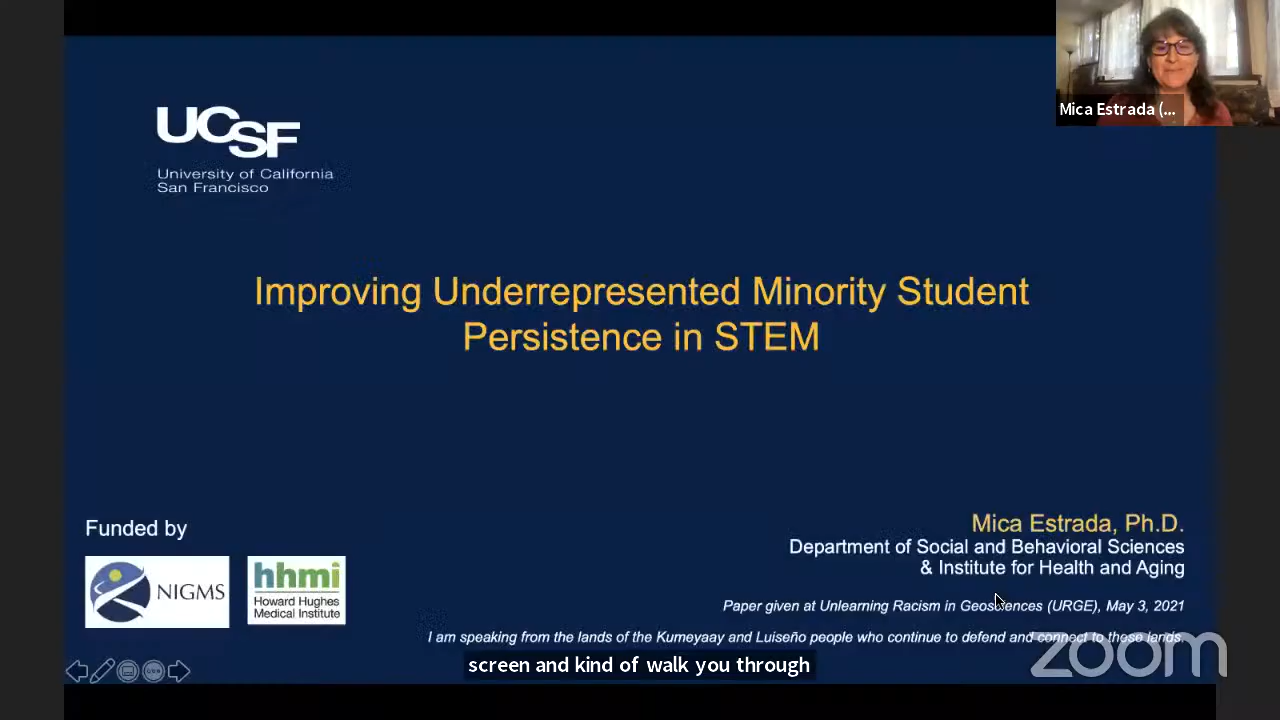 Mica Estrada (...
UCSF
University of California
San Francisco
Improving Underrepresented Minority Student
Persistence in STEM
Funded by
NIGMS
hhmi
Howard Hughes
Medical Institute
Mica Estrada, Ph.D.
Department of Social and Behavioral Sciences
& Institute for Health and Aging
Paper given at Unlearning Racism in Geosciences (URGE), May 3, 2021
I am speaking from the lands of the Kumeyaay and Luiseño people who continue to defend and connect to these lands.
screen and kind of walk you through
zoom